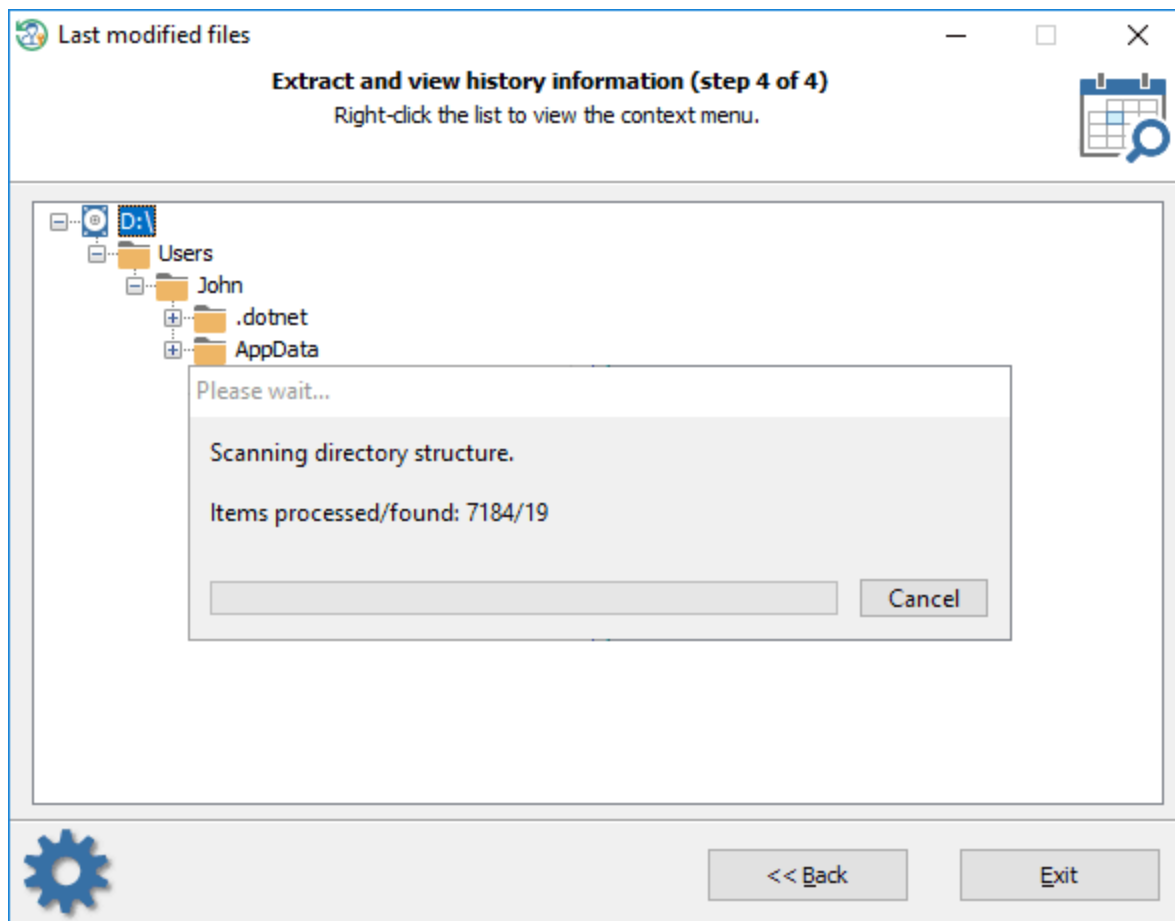 Last modified files
Extract and view history information (step 4 of 4)
Right-click the list to view the context menu.
D:\
Users
John
.dotnet
AppData
Please wait...
Scanning directory structure.
Items processed/found: 7184/19
Cancel
<< Back
Exit